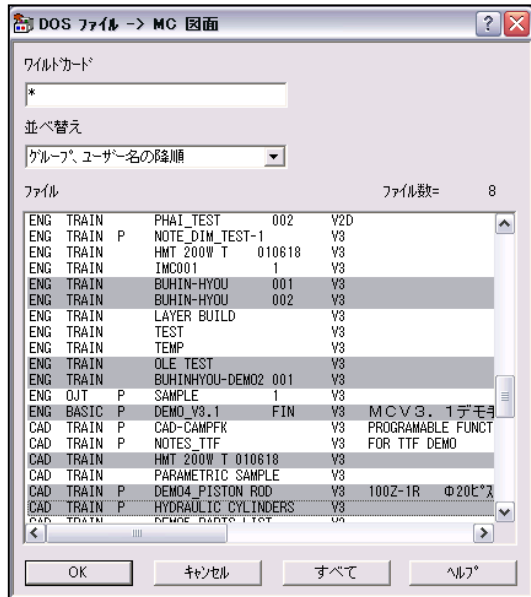 DOS ﾌｧｲﾙ -> MC 図面
ﾜｲﾙﾄﾞｶｰﾄﾞ
*
並べ替え
ｸﾞﾙｰﾌﾟ、ﾕｰｻﾞｰ名の降順
ﾌｧｲﾙ ﾌｧｲﾙ数= 8
ENG TRAIN PHAI_TEST 002 V2D
ENG TRAIN P NOTE_DIM_TEST-1 V3
ENG TRAIN HMT 200W T 010618 V3
ENG TRAIN IMC001 1 V3
ENG TRAIN BUHIN-HYOU 001 V3
ENG TRAIN BUHIN-HYOU 002 V3
ENG TRAIN LAYER BUILD V3
ENG TRAIN TEST V3
ENG TRAIN TEMP V3
ENG TRAIN OLE TEST V3
ENG TRAIN BUHINHYOU-DEMO2 001 V3
ENG OJT P SAMPLE 1 V3
ENG BASIC P DEMO_V3.1 FIN V3 ＭＣＶ３．１デモ
CAD TRAIN P CAD-CAMPFK V3 PROGRAMABLE FUNCT
CAD TRAIN P NOTES_TTF V3 FOR TTF DEMO
CAD TRAIN HMT 200W T 010618 V3
CAD TRAIN PARAMETRIC SAMPLE V3
CAD TRAIN P DEMO4_PISTON ROD V3 100Z-1R Φ20ﾋﾟｽ
CAD TRAIN P HYDRAULIC CYLINDERS V3
CAD TRAIN DEMO5 PARTS LIST V3
OK ｷｬﾝｾﾙ すべて ﾍﾙﾌﾟ